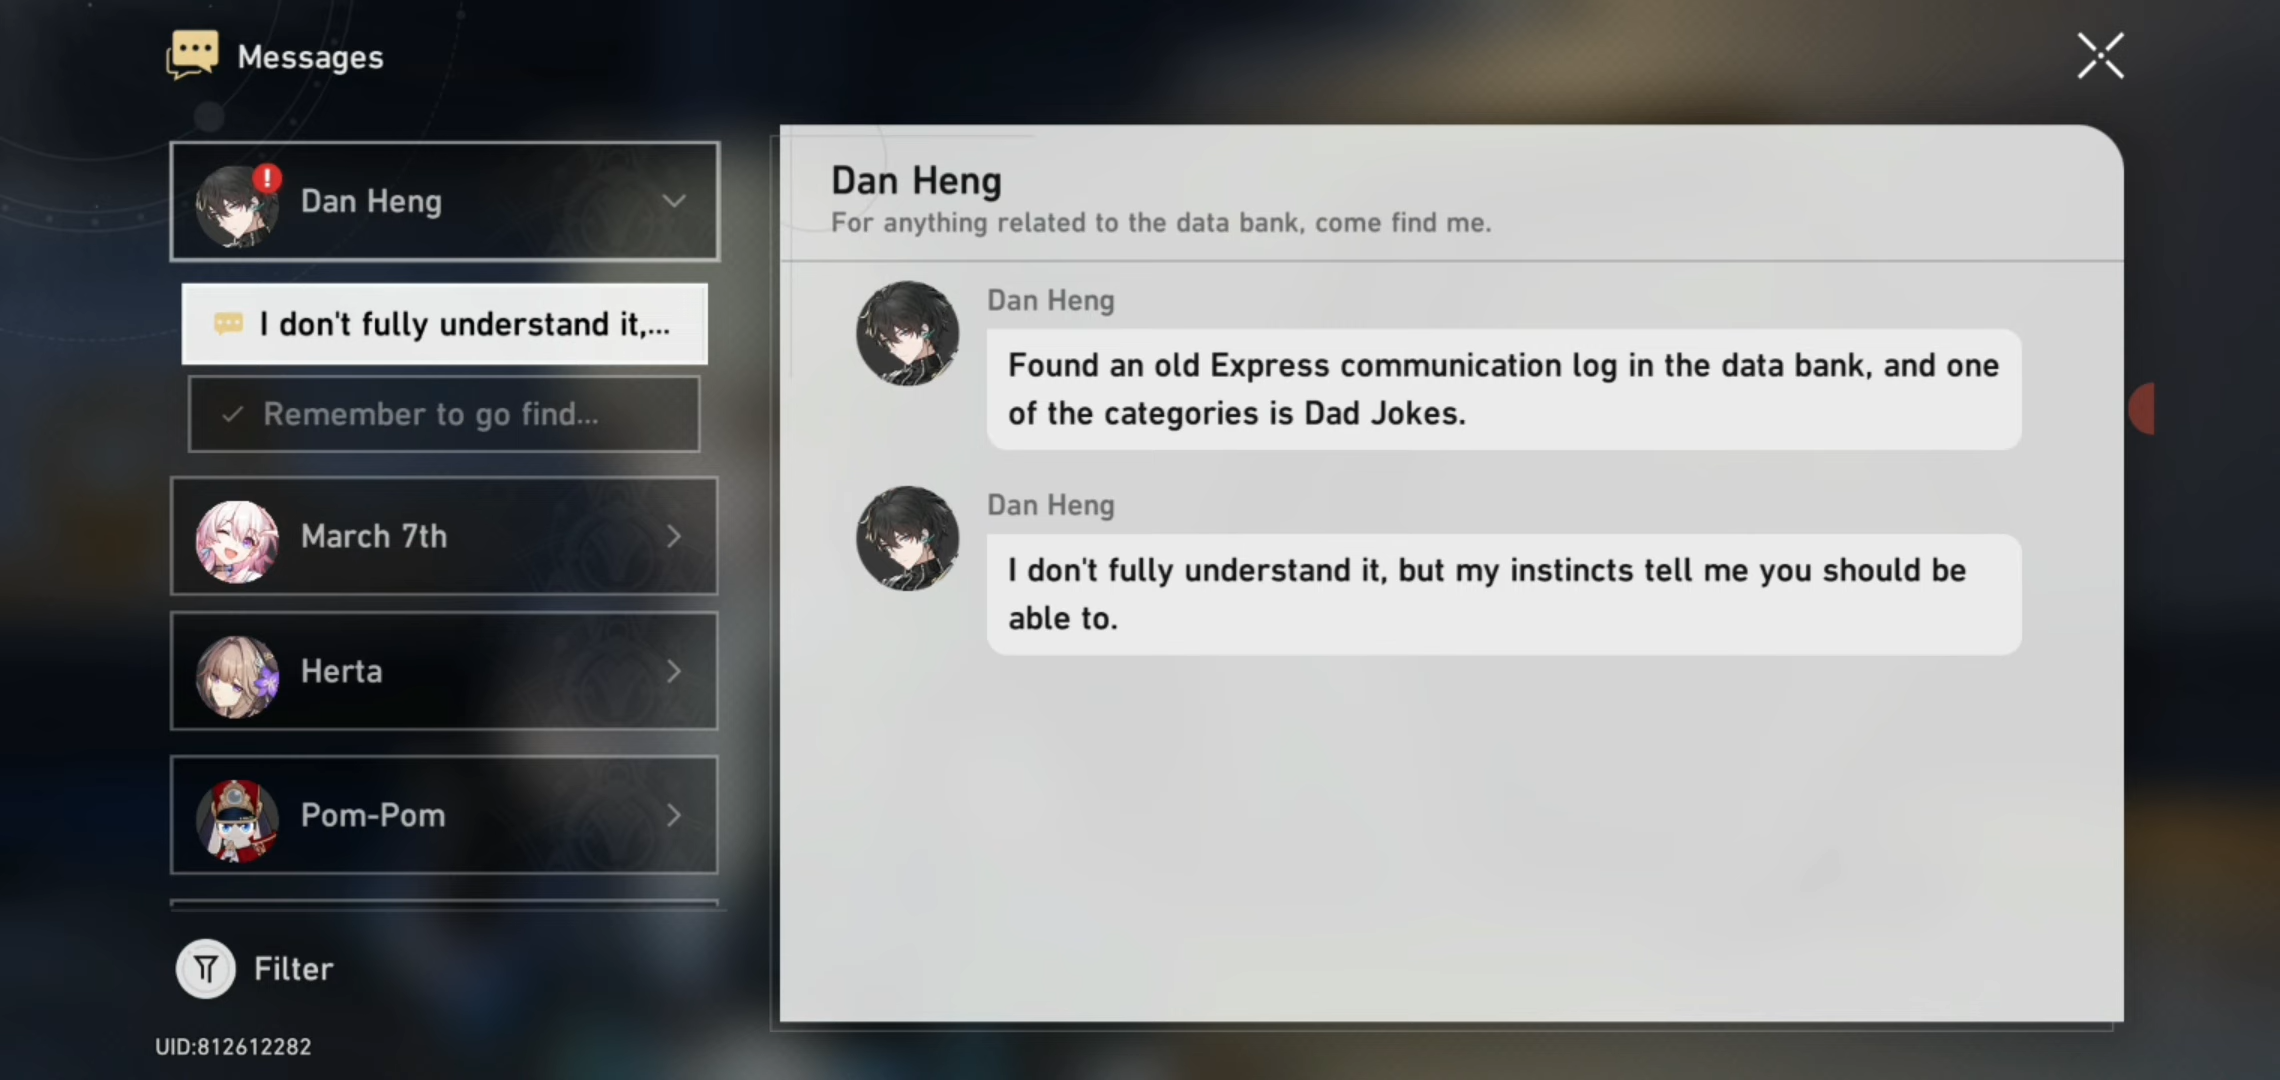 Messages
Dan Heng
I don't fully understand it,...
Remember to go find...
March 7th
Herta
Pom-Pom
Filter
UID:812612282
Dan Heng
For anything related to the data bank, come find me.
Dan Heng
Found an old Express communication log in the data bank, and one
of the categories is Dad Jokes.
Dan Heng
I don't fully understand it, but my instincts tell me you should be
able to.